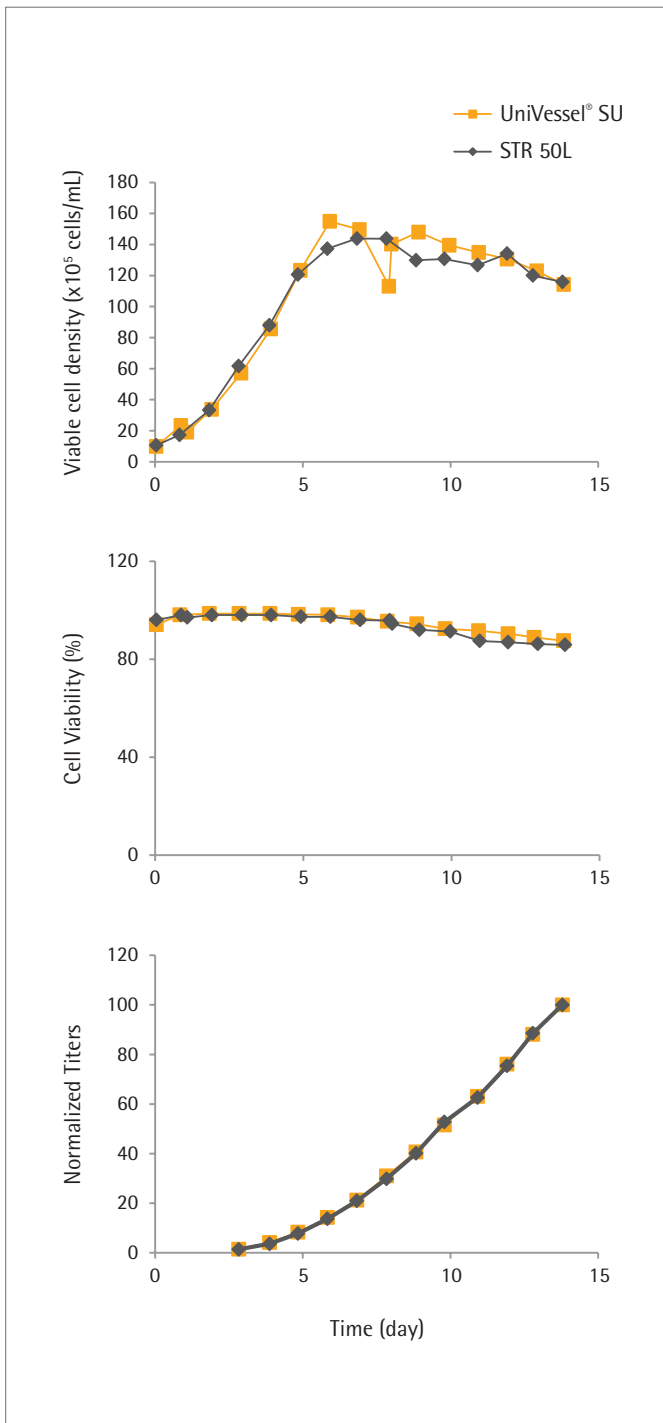 UniVessel® SU
STR 50L
Viable cell density (x10⁵ cells/mL)
180
160
140
120
100
80
60
40
20
0
0 5 10 15
Cell Viability (%)
120
80
40
0
0 5 10 15
Normalized Titers
120
100
80
60
40
20
0
0 5 10 15
Time (day)